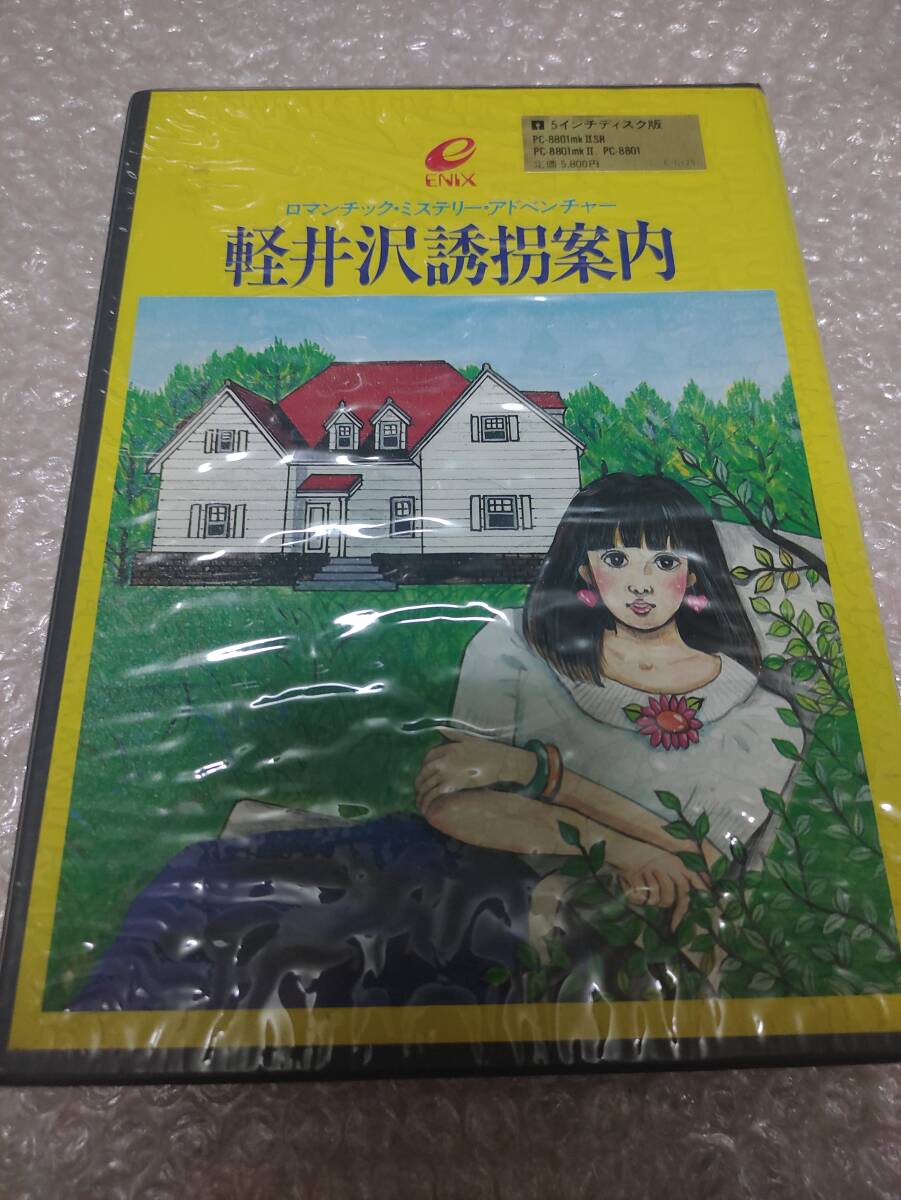 5インチディスク版
PC-8801mkⅡSR
PC-8801mkⅡ. PC-8801
定価 5,800円
ENIX
ロマンチック・ミステリー・アドベンチャー
軽井沢誘拐案内